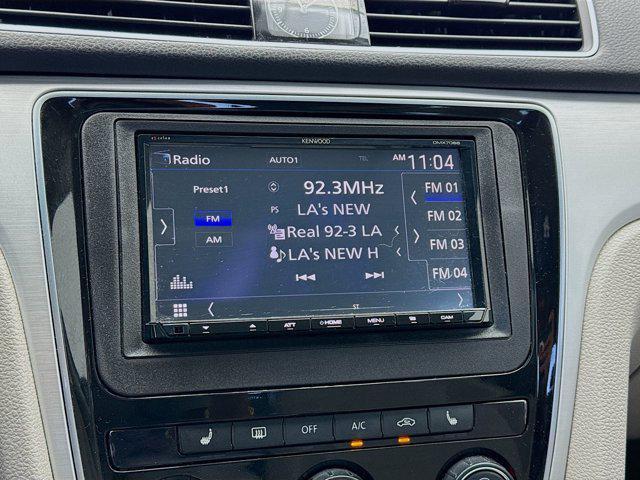 KENWOOD
Radio AUTO1 TEL AM 11:04
Preset1 92.3MHz FM 01
FM PS LA's NEW FM 02
AM Real 92-3 LA FM 03
LA's NEW H FM 04
ST
ATT HOME MENU CAM
OFF A/C